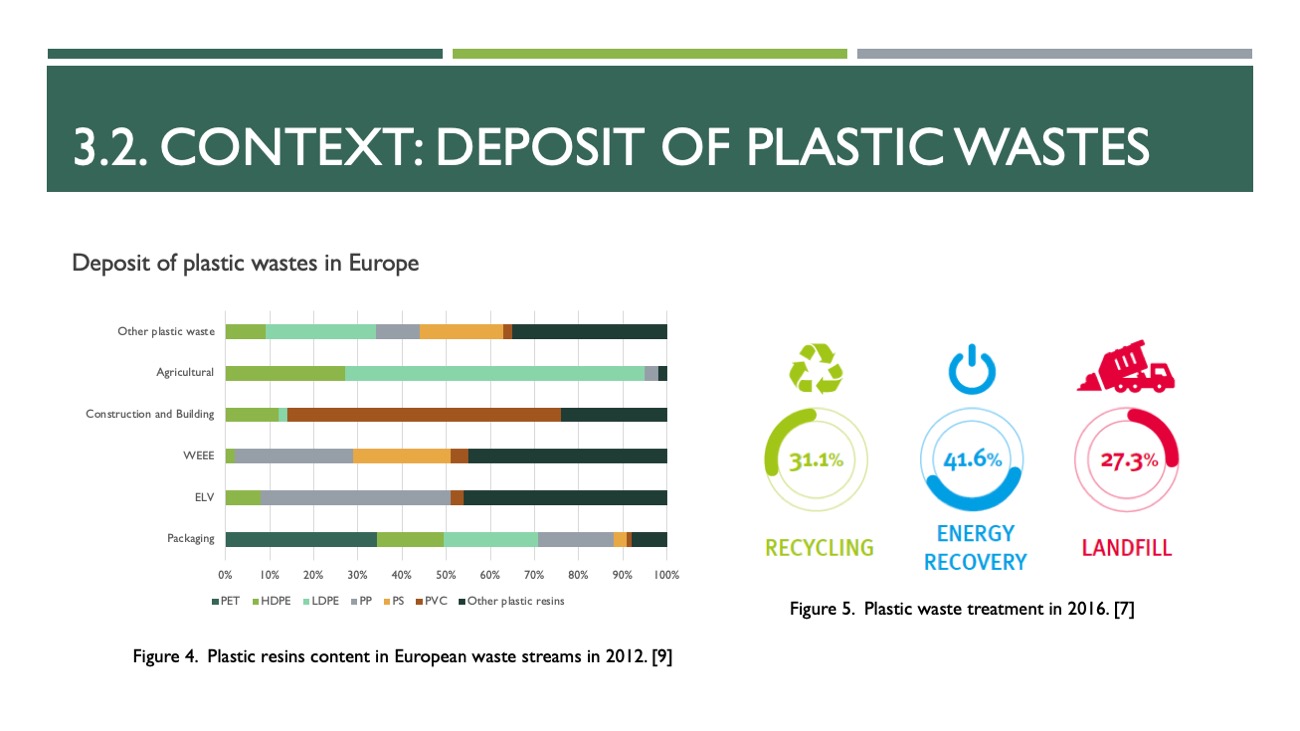 3.2. CONTEXT: DEPOSIT OF PLASTIC WASTES
Deposit of plastic wastes in Europe
Other plastic waste
Agricultural
Construction and Building
WEEE
ELV
Packaging
0% 10% 20% 30% 40% 50% 60% 70% 80% 90% 100%
PET HDPE LDPE PP PS PVC Other plastic resins
Figure 4. Plastic resins content in European waste streams in 2012. [9]
31.1% 41.6% 27.3%
RECYCLING
ENERGY
RECOVERY
LANDFILL
Figure 5. Plastic waste treatment in 2016. [7]